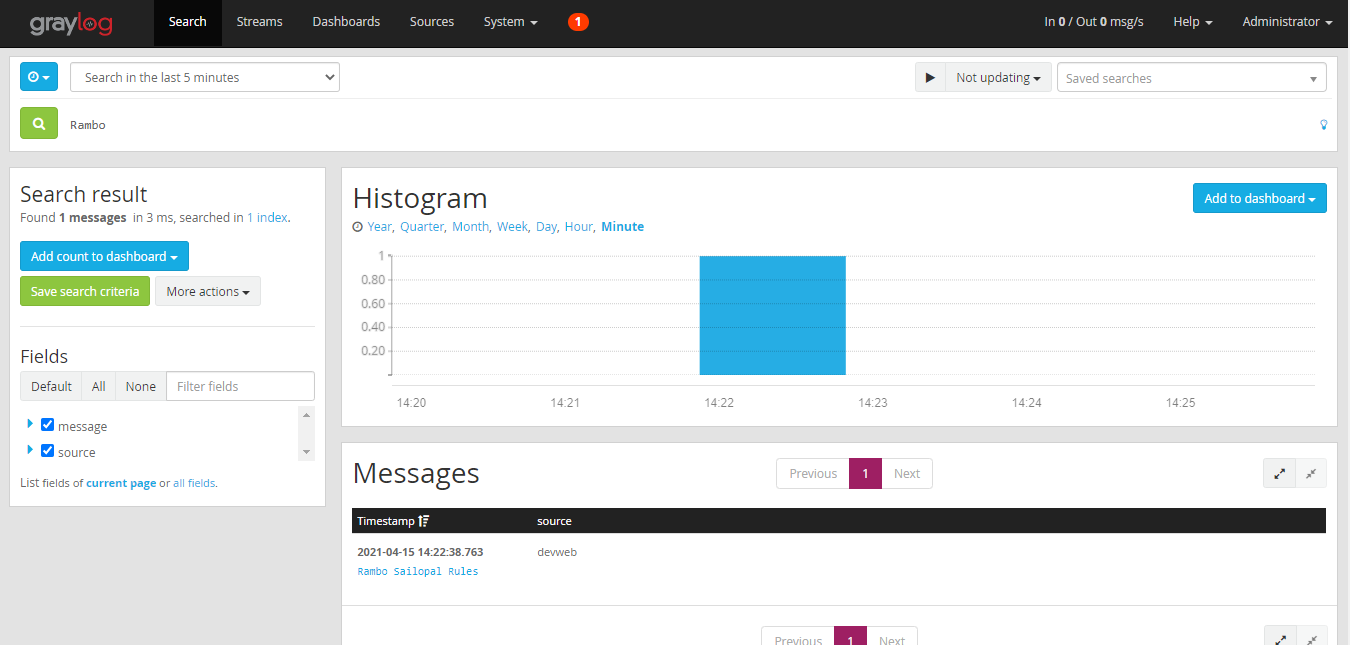 graylog Search Streams Dashboards Sources System 1 In 0 / Out 0 msg/s Help Administrator
Search in the last 5 minutes Not updating Saved searches
Rambo
Search result
Found 1 messages in 3 ms, searched in 1 index.
Add count to dashboard
Save search criteria More actions
Fields
Default All None Filter fields
message
source
List fields of current page or all fields.
Histogram Add to dashboard
Year, Quarter, Month, Week, Day, Hour, Minute
1
0.80
0.60
0.40
0.20
14:20 14:21 14:22 14:23 14:24 14:25
Messages Previous 1 Next
Timestamp source
2021-04-15 14:22:38.763 devweb
Rambo Sailopal Rules
Previous 1 Next